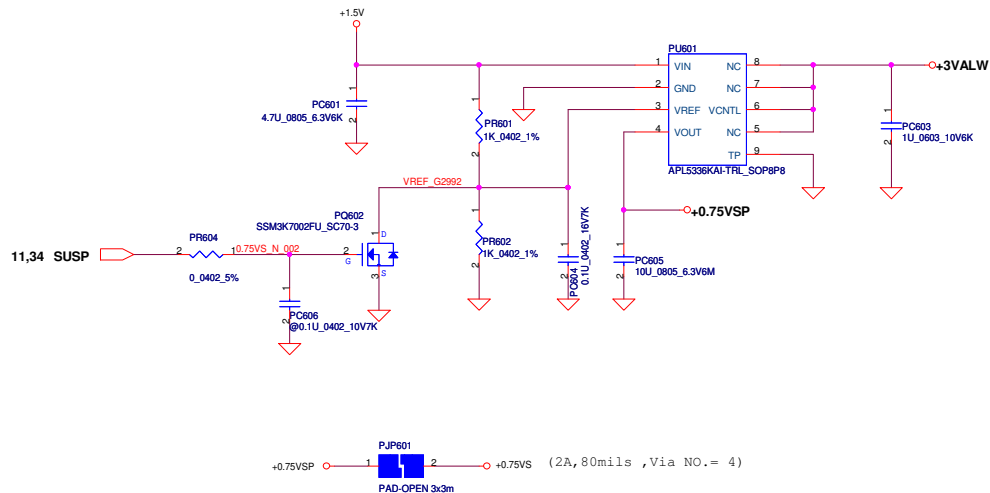 +1.5V
PU601
1 VIN NC 8
2 GND NC 7
3 VREF VCNTL 6
4 VOUT NC 5
TP 9
APL5336KAI-TRL_SOP8P8
+3VALW
1
2
PC601
4.7U_0805_6.3V6K
1
2
PR601
1K_0402_1%
1
2
PC603
1U_0603_10V6K
VREF_G2992
+0.75VSP
PQ602
SSM3K7002FU_SC70-3
1 D
2 G
3 S
1
2
PR602
1K_0402_1%
1
2
PC604
0.1U_0402_16V7K
1
2
PC605
10U_0805_6.3V6M
11,34 SUSP
PR604
2 1
0_0402_5%
0.75VS_N_002
1
2
PC606
@0.1U_0402_10V7K
PJP601
+0.75VSP 1 2 +0.75VS (2A,80mils ,Via NO.= 4)
PAD-OPEN 3x3m